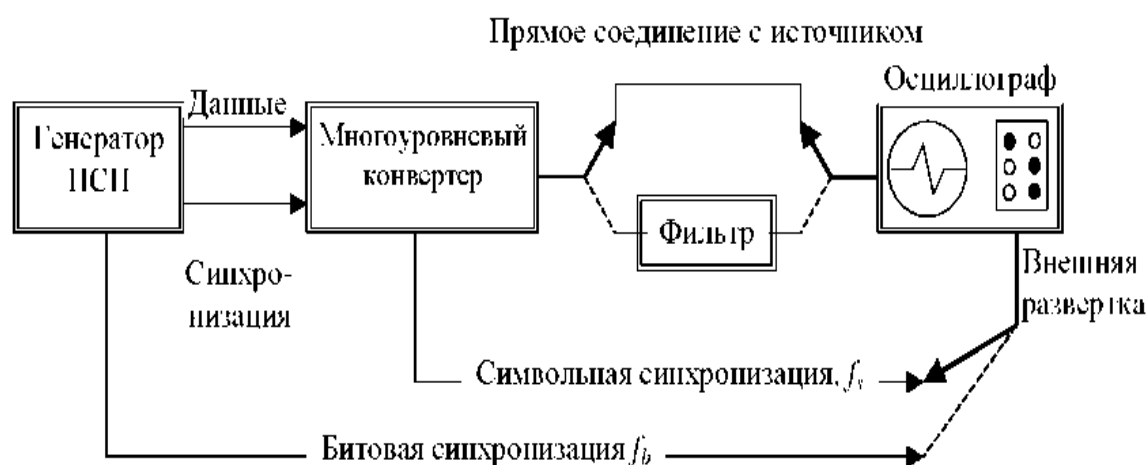 Прямое соединение с источником
Осциллограф
Данные
Генератор
ПСП
Многоуровневый
конвертер
Фильтр
Синхро-
низация
Внешняя
развертка
Символьная синхронизация, fs
Битовая синхронизация fb